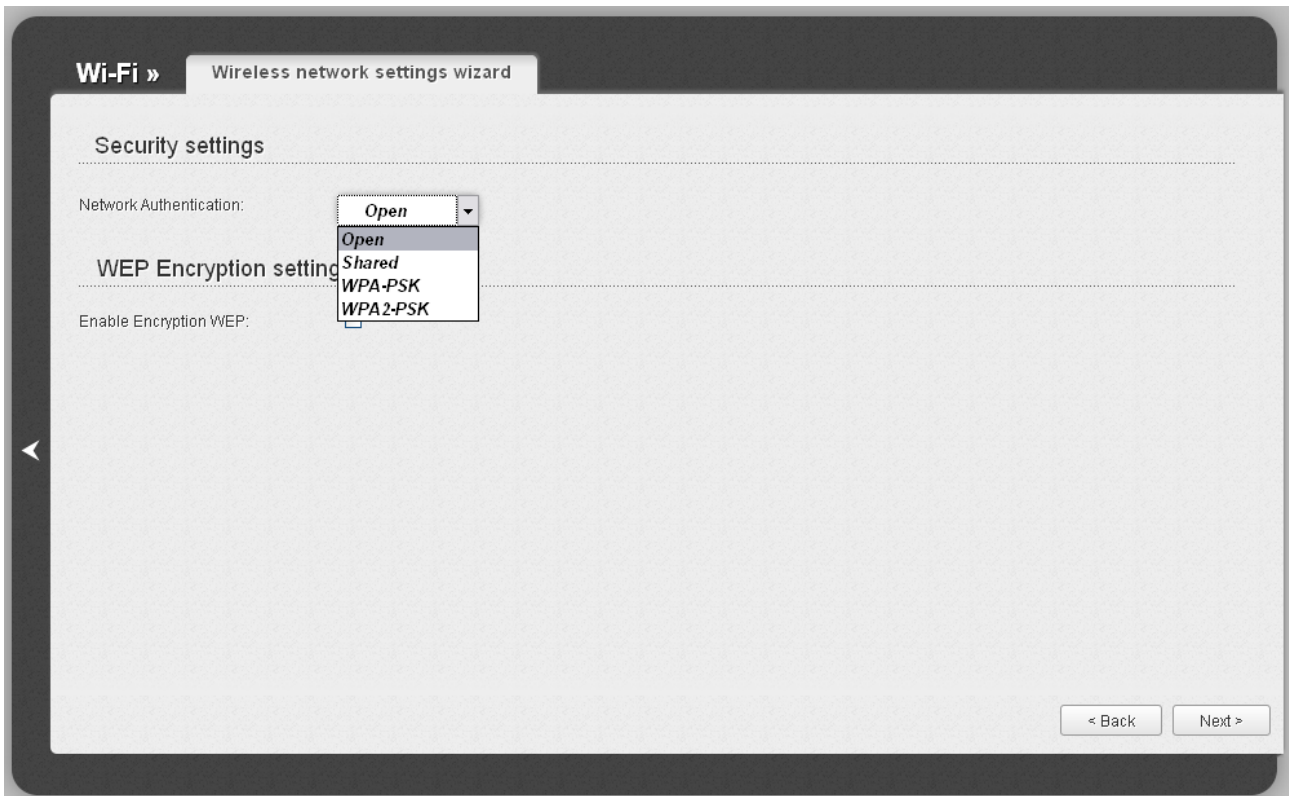 Wi-Fi » Wireless network settings wizard
Security settings
Network Authentication: Open
Open
WEP Encryption setting Shared
WPA-PSK
WPA2-PSK
Enable Encryption WEP:
< Back Next >